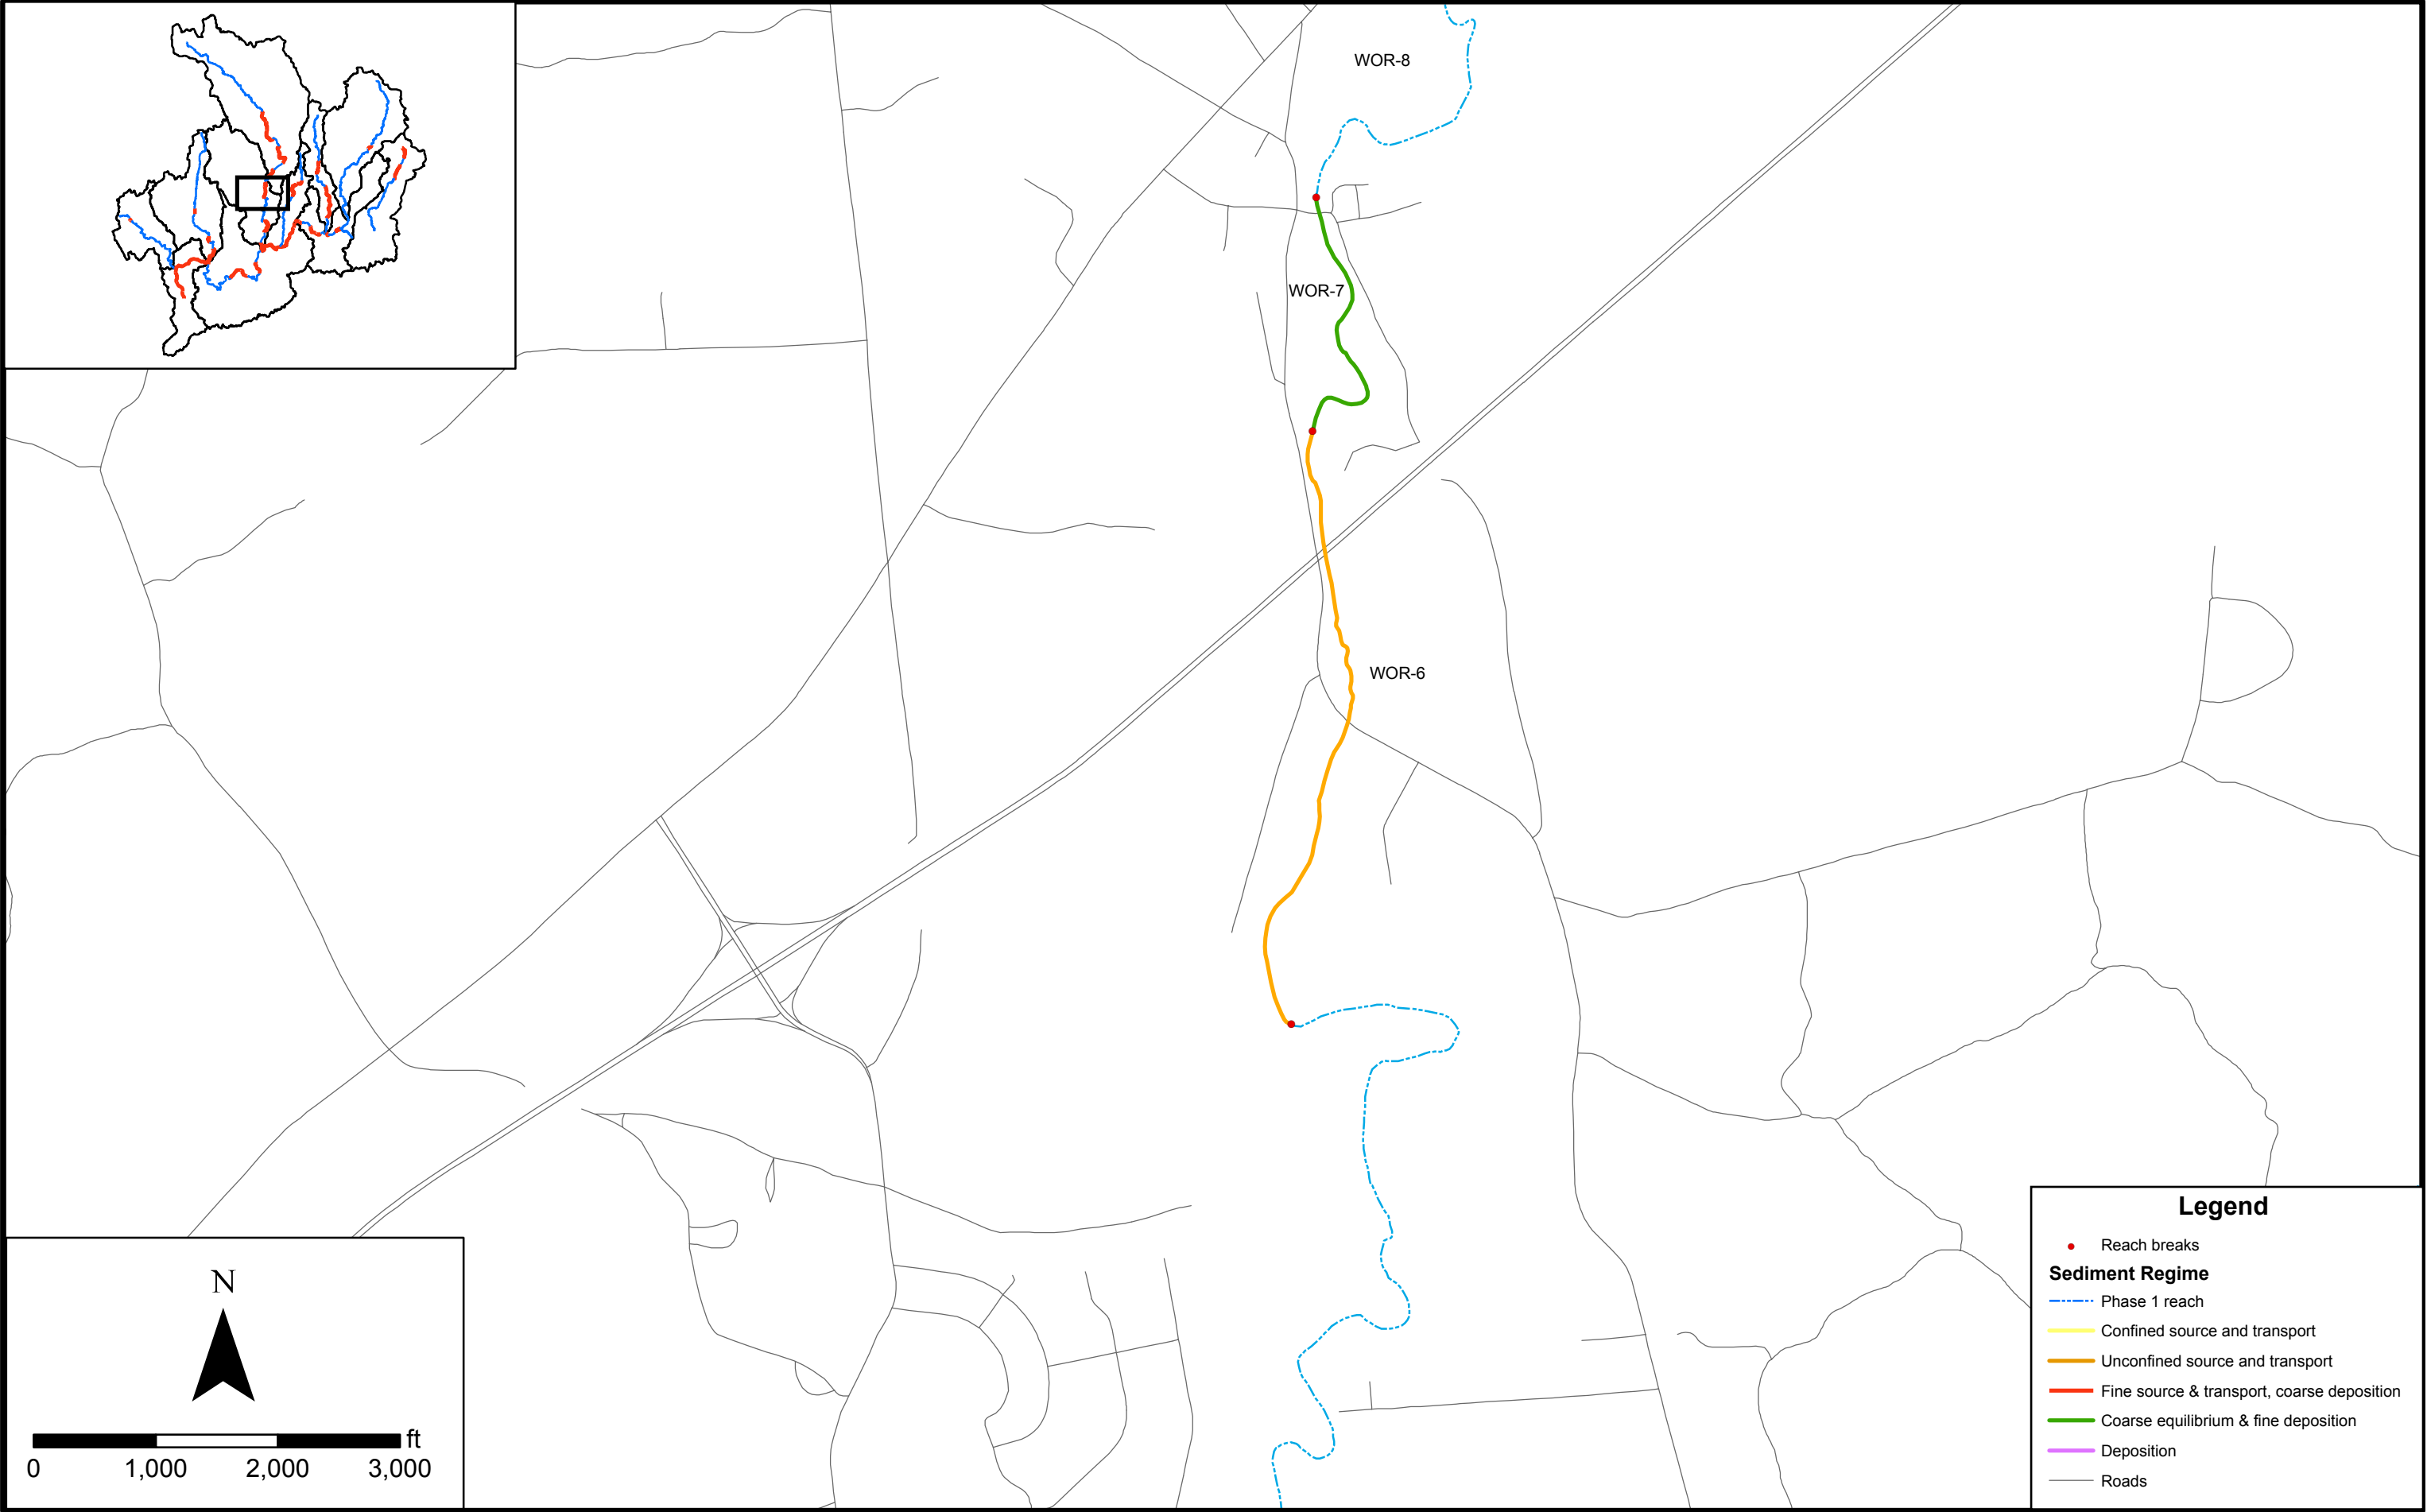 WOR-8
WOR-7
WOR-6
N
ft
0 1,000 2,000 3,000
Legend
Reach breaks
Sediment Regime
Phase 1 reach
Confined source and transport
Unconfined source and transport
Fine source & transport, coarse deposition
Coarse equilibrium & fine deposition
Deposition
Roads